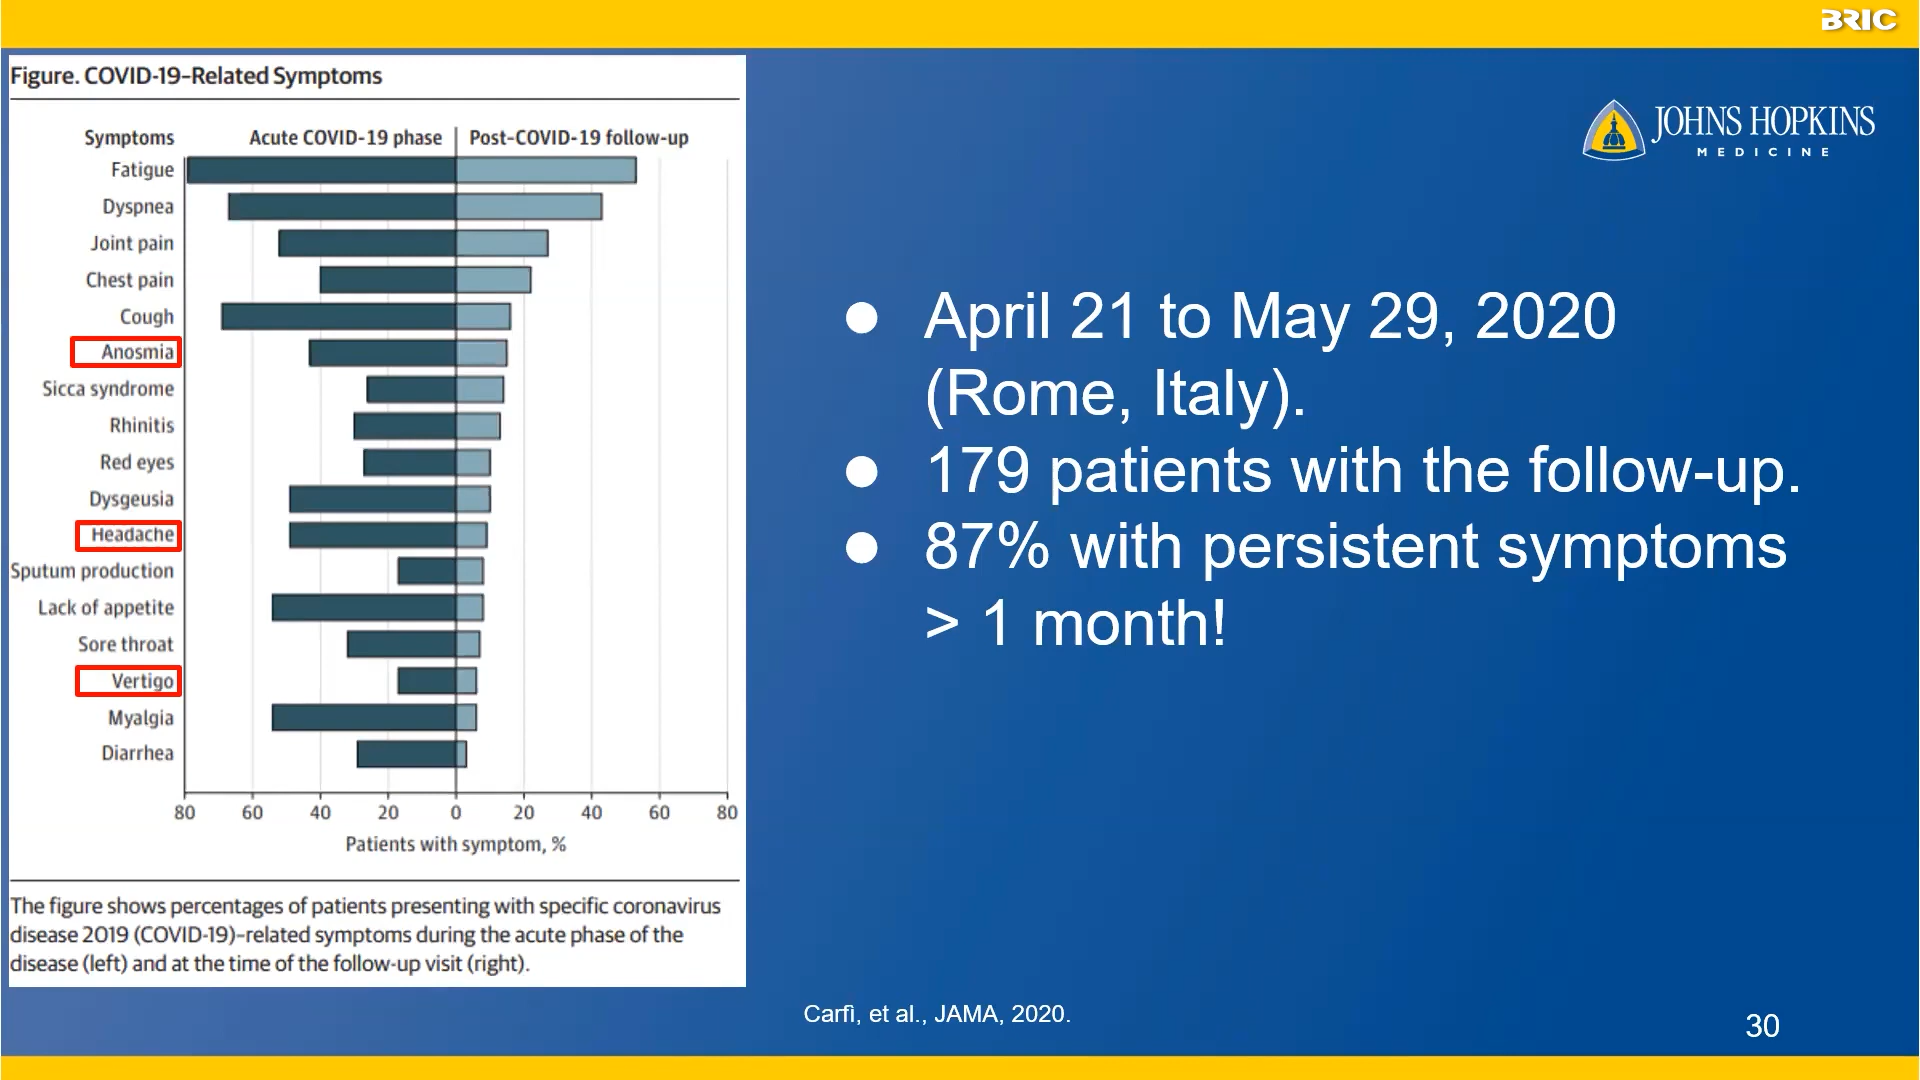 BRIC
Figure. COVID-19–Related Symptoms
Symptoms Acute COVID-19 phase Post–COVID-19 follow-up
Fatigue
Dyspnea
Joint pain
Chest pain
Cough
Anosmia
Sicca syndrome
Rhinitis
Red eyes
Dysgeusia
Headache
Sputum production
Lack of appetite
Sore throat
Vertigo
Myalgia
Diarrhea
80 60 40 20 0 20 40 60 80
Patients with symptom, %
The figure shows percentages of patients presenting with specific coronavirus
disease 2019 (COVID-19)–related symptoms during the acute phase of the
disease (left) and at the time of the follow-up visit (right).
JOHNS HOPKINS
MEDICINE
● April 21 to May 29, 2020
(Rome, Italy).
● 179 patients with the follow-up.
● 87% with persistent symptoms
> 1 month!
Carfì, et al., JAMA, 2020.
30